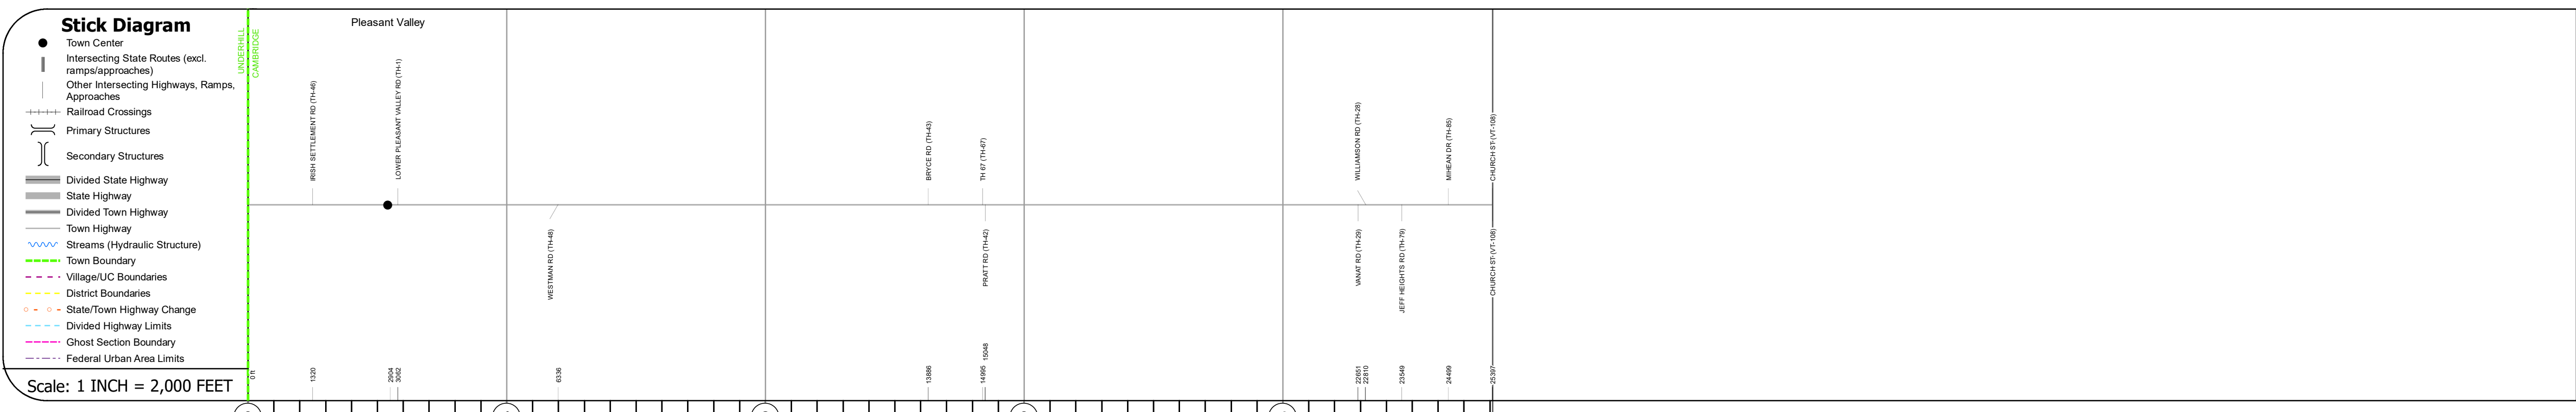 Stick Diagram
Town Center
Intersecting State Routes (excl.
ramps/approaches)
Other Intersecting Highways, Ramps,
Approaches
Railroad Crossings
Primary Structures
Secondary Structures
Divided State Highway
State Highway
Divided Town Highway
Town Highway
Streams (Hydraulic Structure)
Town Boundary
Village/UC Boundaries
District Boundaries
State/Town Highway Change
Divided Highway Limits
Ghost Section Boundary
Federal Urban Area Limits
Scale: 1 INCH = 2,000 FEET
UNDERHILL
CAMBRIDGE
Pleasant Valley
IRISH SETTLEMENT RD (TH-46)
LOWER PLEASANT VALLEY RD (TH-1)
BRYCE RD (TH-43)
TH 67 (TH-67)
WILLIAMSON RD (TH-28)
MIHEAN DR (TH-85)
CHURCH ST (VT-108)
WESTMAN RD (TH-48)
PRATT RD (TH-42)
VANAT RD (TH-29)
JEFF HEIGHTS RD (TH-79)
CHURCH ST (VT-108)
0 ft
1320
2904
3062
6336
13886
14995
15048
22651
22810
23549
24499
25397